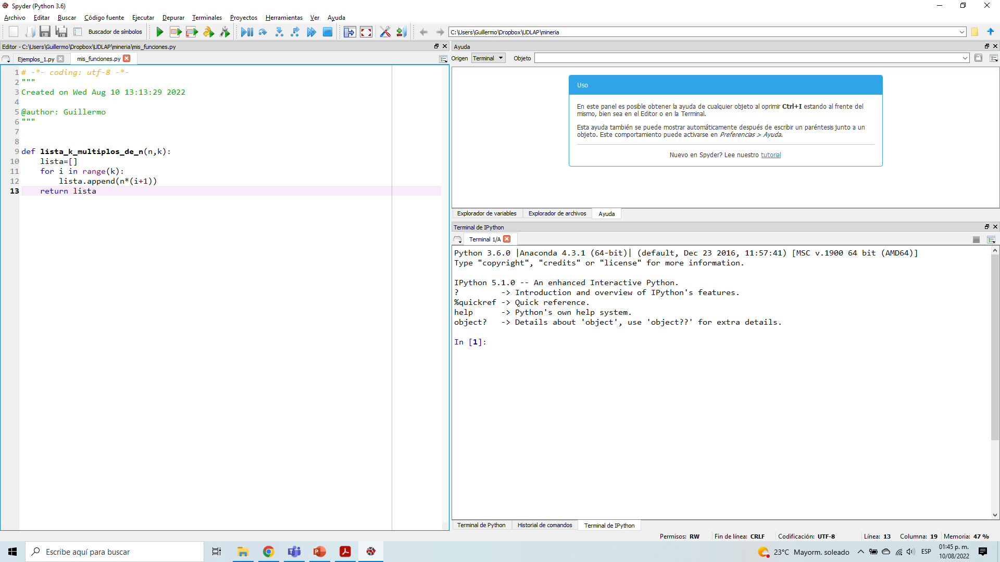 Spyder (Python 3.6)
Archivo Editar Buscar Código fuente Ejecutar Depurar Terminales Proyectos Herramientas Ver Ayuda
Buscador de símbolos
C:\Users\Guillermo\Dropbox\UDLAP\mineria
Editor - C:\Users\Guillermo\Dropbox\UDLAP\mineria\mis_funciones.py
Ejemplos_1.py mis_funciones.py
1 # -*- coding: utf-8 -*-
2 """
3 Created on Wed Aug 10 13:13:29 2022
4
5 @author: Guillermo
6 """
7
8
9 def lista_k_multiplos_de_n(n,k):
10     lista=[]
11     for i in range(k):
12         lista.append(n*(i+1))
13     return lista
Ayuda
Origen Terminal Objeto
Uso
En este panel es posible obtener la ayuda de cualquier objeto al oprimir Ctrl+I estando al frente del
mismo, bien sea en el Editor o en la Terminal.
Esta ayuda también se puede mostrar automáticamente después de escribir un paréntesis junto a un
objeto. Este comportamiento puede activarse en Preferencias > Ayuda.
Nuevo en Spyder? Lee nuestro tutorial
Explorador de variables Explorador de archivos Ayuda
Terminal de IPython
Terminal 1/A
Python 3.6.0 |Anaconda 4.3.1 (64-bit)| (default, Dec 23 2016, 11:57:41) [MSC v.1900 64 bit (AMD64)]
Type "copyright", "credits" or "license" for more information.
IPython 5.1.0 -- An enhanced Interactive Python.
?         -> Introduction and overview of IPython's features.
%quickref -> Quick reference.
help      -> Python's own help system.
object?   -> Details about 'object', use 'object??' for extra details.
In [1]:
Terminal de Python Historial de comandos Terminal de IPython
Permisos: RW Fin de línea: CRLF Codificación: UTF-8 Línea: 13 Columna: 19 Memoria: 47 %
Escribe aquí para buscar
23°C Mayorm. soleado
ESP
01:45 p. m.
10/08/2022